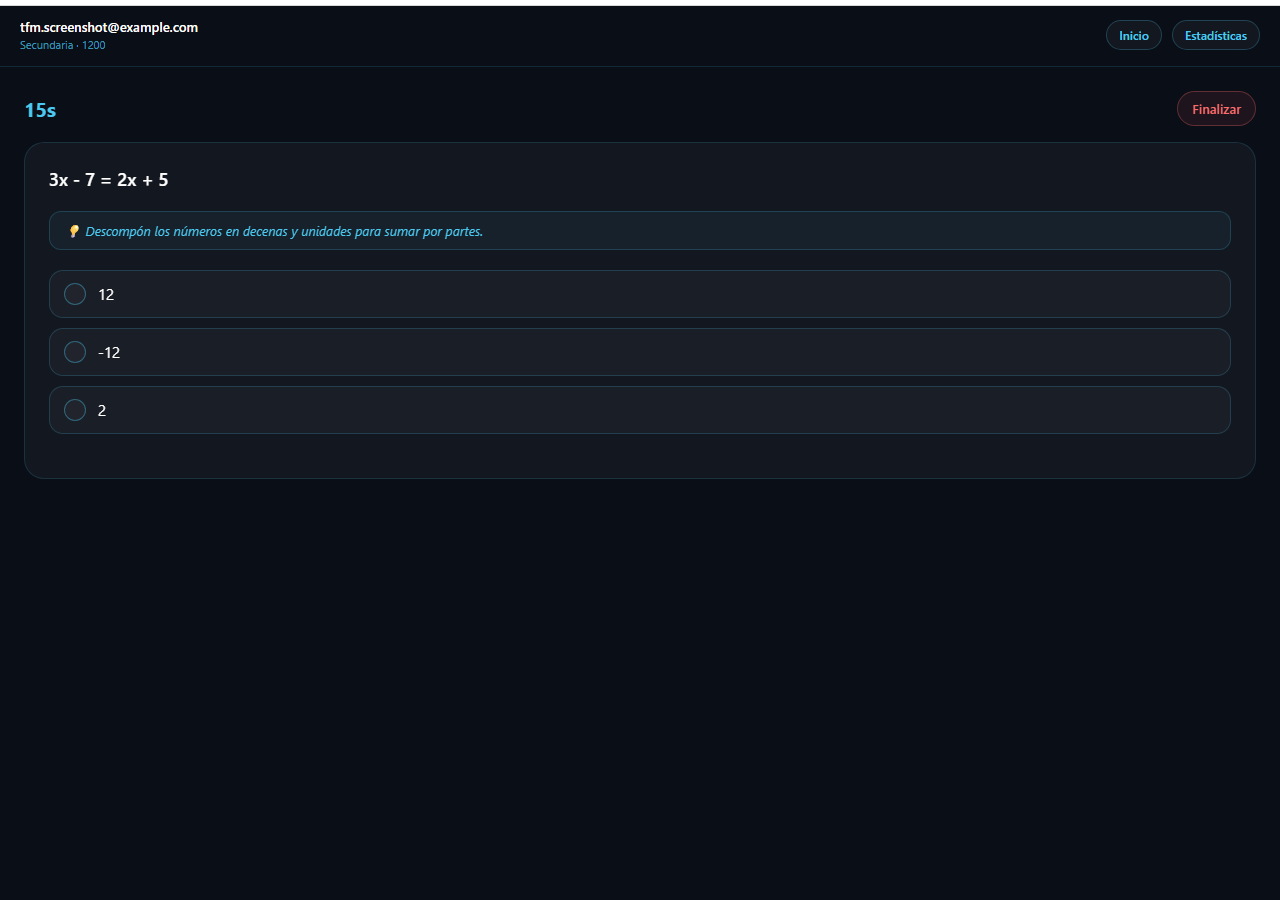 tfm.screenshot@example.com
Secundaria · 1200
Inicio
Estadísticas
15s
Finalizar
3x - 7 = 2x + 5
Descompón los números en decenas y unidades para sumar por partes.
12
-12
2